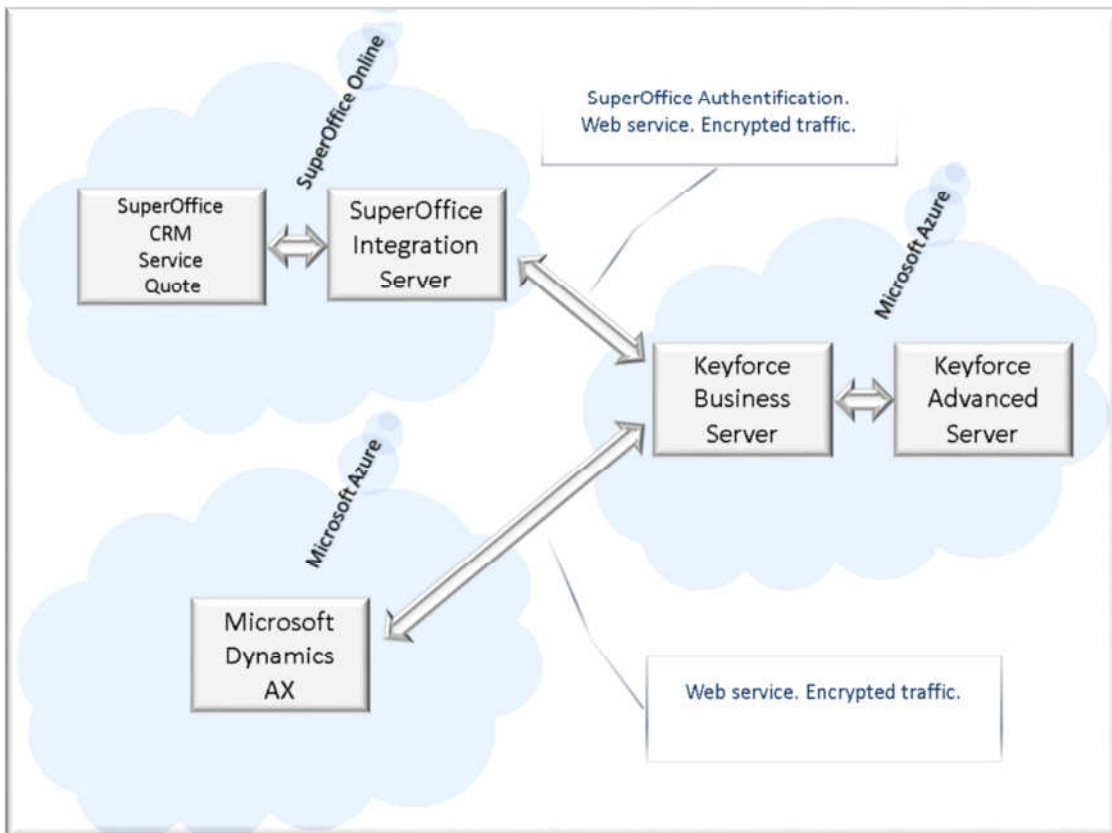 SuperOffice Online
SuperOffice Authentification.
Web service. Encrypted traffic.
SuperOffice
CRM
Service
Quote
SuperOffice
Integration
Server
Microsoft Azure
Keyforce
Business
Server
Keyforce
Advanced
Server
Microsoft Azure
Microsoft
Dynamics
AX
Web service. Encrypted traffic.